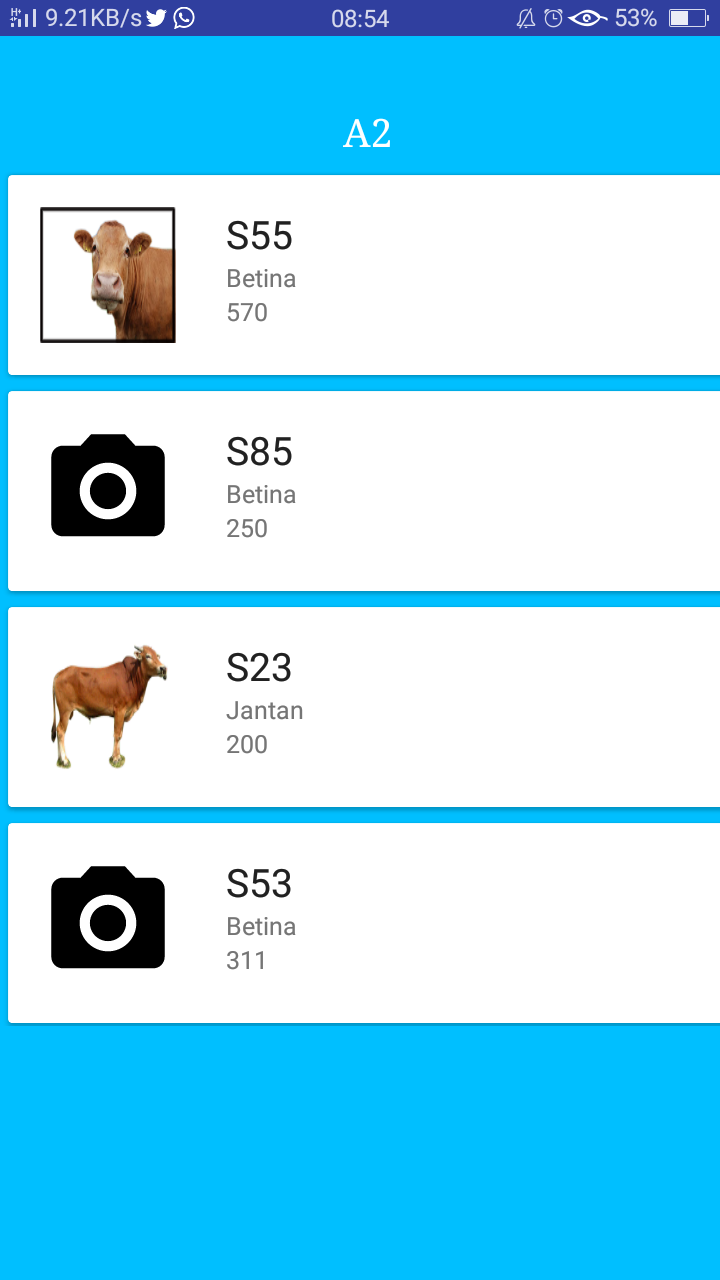 9.21KB/s
08:54
53%
A2
S55
Betina
570
S85
Betina
250
S23
Jantan
200
S53
Betina
311